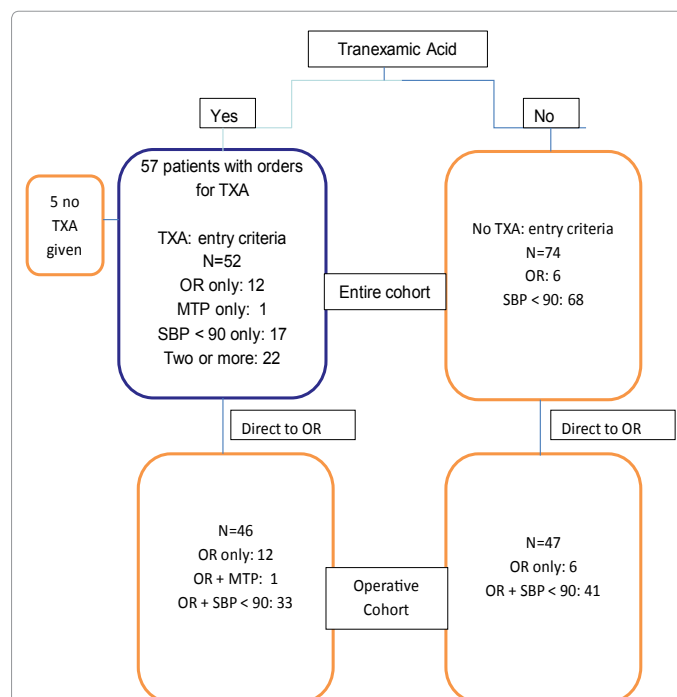 Tranexamic Acid
Yes
No
5 no
TXA
given
57 patients with orders
for TXA
TXA: entry criteria
N=52
OR only: 12
MTP only: 1
SBP < 90 only: 17
Two or more: 22
Entire cohort
No TXA: entry criteria
N=74
OR: 6
SBP < 90: 68
Direct to OR
Direct to OR
N=46
OR only: 12
OR + MTP: 1
OR + SBP < 90: 33
Operative
Cohort
N=47
OR only: 6
OR + SBP < 90: 41